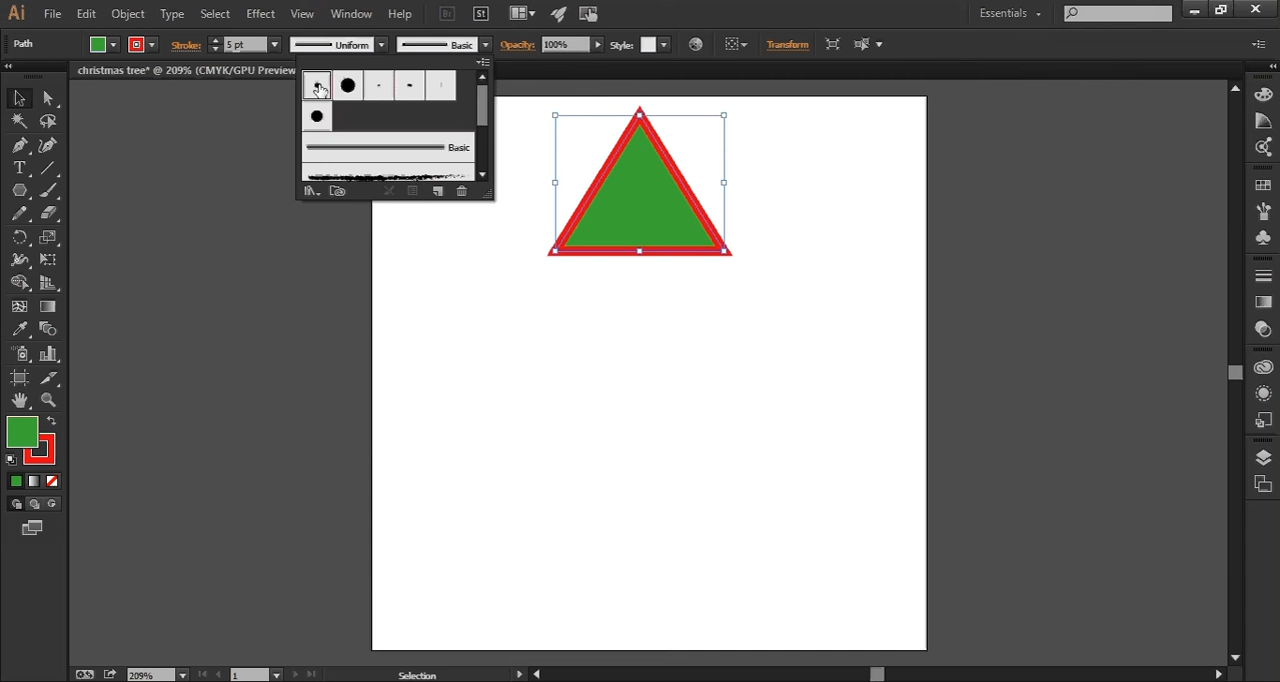 Ai File Edit Object Type Select Effect View Window Help Br St Essentials
Path Stroke: 5 pt Uniform Basic Opacity: 100% Style: Transform
christmas tree* @ 209% (CMYK/GPU Preview
Basic
T
209% 1 Selection